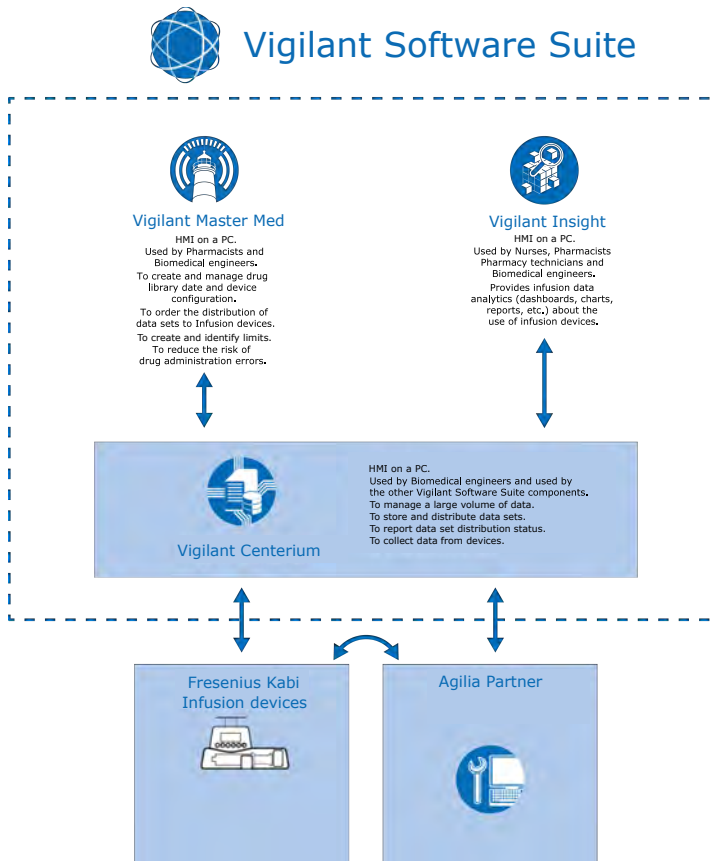 Vigilant Software Suite
Vigilant Master Med
HMI on a PC.
Used by Pharmacists and
Biomedical engineers.
To create and manage drug
library date and device
configuration.
To order the distribution of
data sets to Infusion devices.
To create and identify limits.
To reduce the risk of
drug administration errors.
Vigilant Insight
HMI on a PC.
Used by Nurses, Pharmacists
Pharmacy technicians and
Biomedical engineers.
Provides infusion data
analytics (dashboards, charts,
reports, etc.) about the
use of infusion devices.
Vigilant Centerium
HMI on a PC.
Used by Biomedical engineers and used by
the other Vigilant Software Suite components.
To manage a large volume of data.
To store and distribute data sets.
To report data set distribution status.
To collect data from devices.
Fresenius Kabi
Infusion devices
Agilia Partner